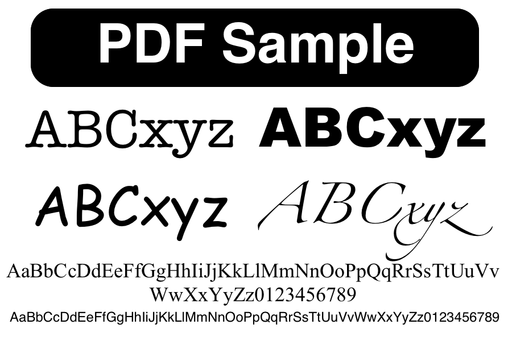 PDF Sample
ABCxyz ABCxyz
ABCxyz ABCxyz
AaBbCcDdEeFfGgHhIiJjKkLlMmNnOoPpQqRrSsTtUuVv
WwXxYyZz0123456789
AaBbCcDdEeFfGgHhIiJjKkLlMmNnOoPpQqRrSsTtUuVvWwXxYyZz0123456789